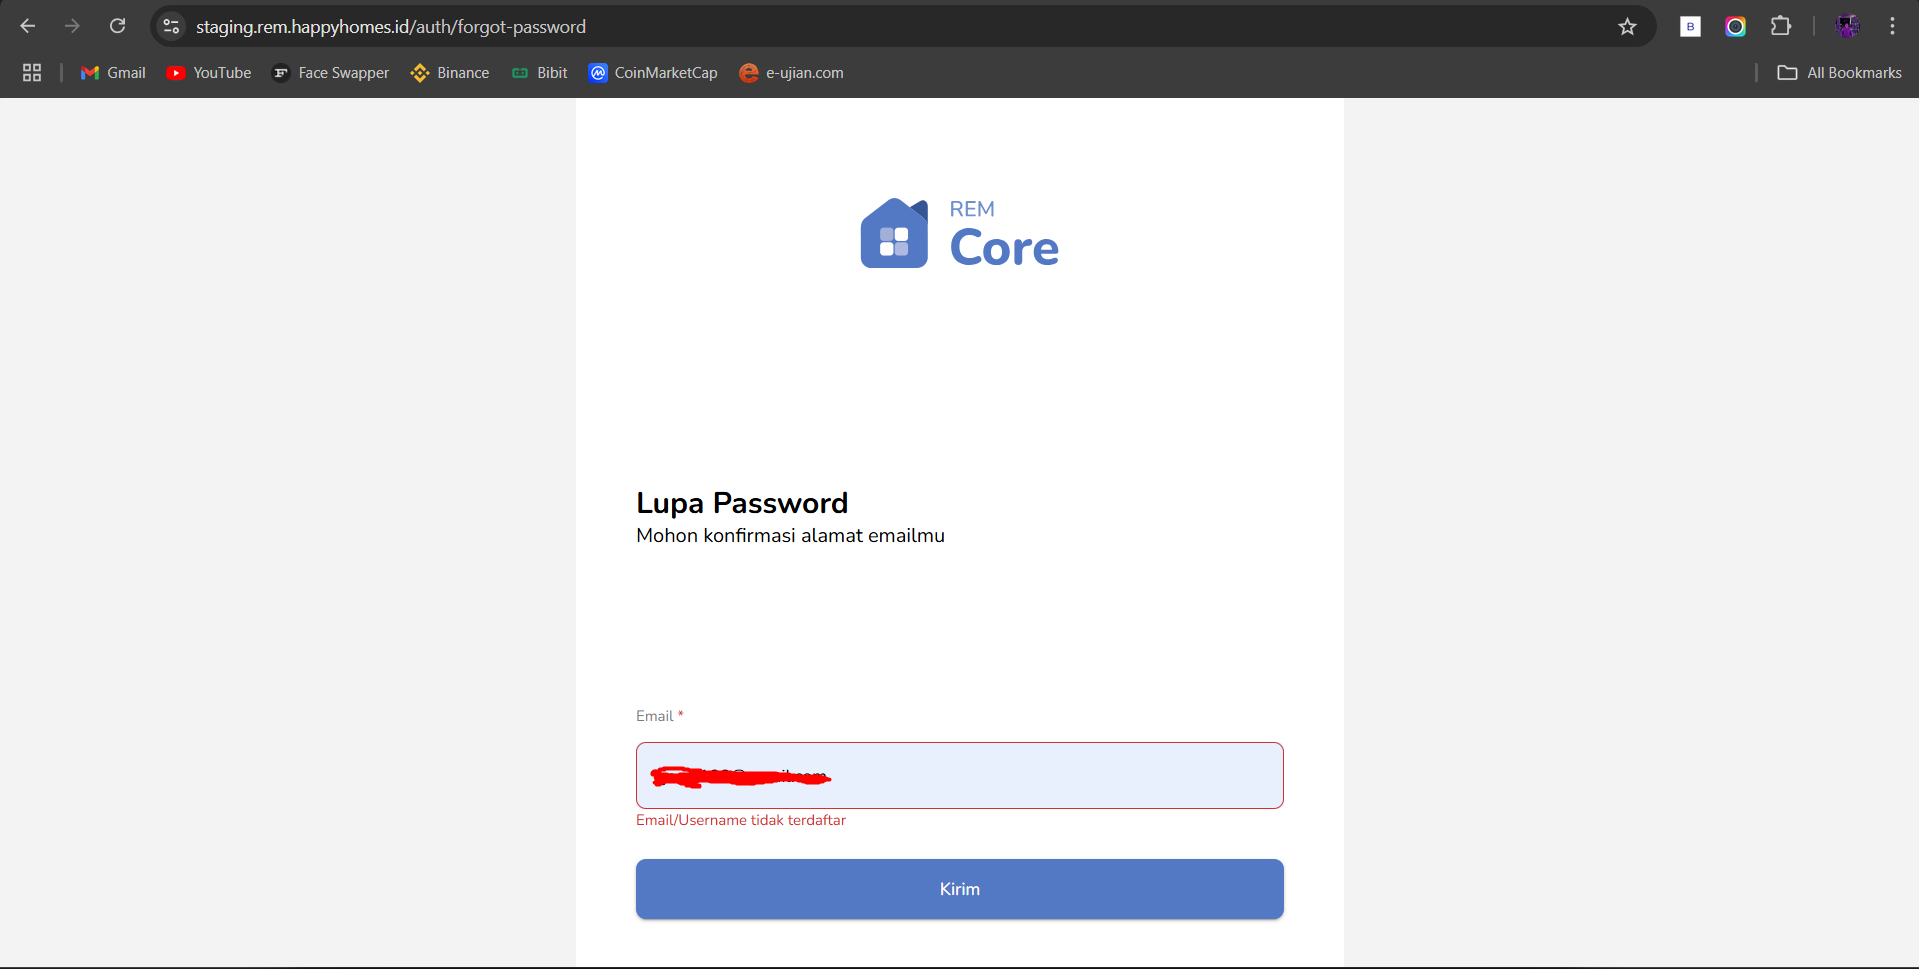 staging.rem.happyhomes.id/auth/forgot-password
B
Gmail YouTube Face Swapper Binance Bibit CoinMarketCap e-ujian.com All Bookmarks
REM
Core
Lupa Password
Mohon konfirmasi alamat emailmu
Email *
Email/Username tidak terdaftar
Kirim